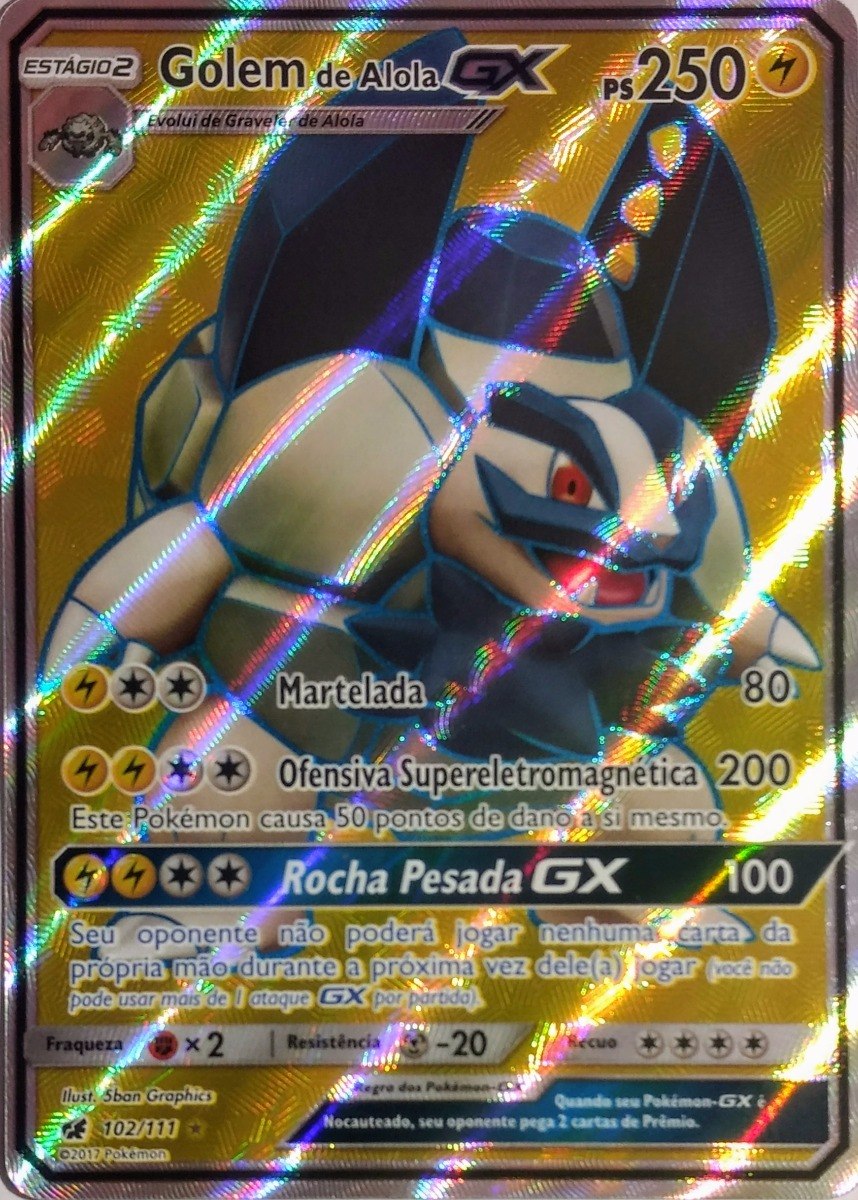 ESTÁGIO 2 Golem de Alola GX PS 250
Evolui de Graveler de Alola
Martelada 80
Ofensiva Supereletromagnética 200
Este Pokémon causa 50 pontos de dano a si mesmo.
Rocha Pesada GX 100
Seu oponente não poderá jogar nenhuma carta da
própria mão durante a próxima vez dele(a) jogar (você não
pode usar mais de 1 ataque GX por partida).
Fraqueza × 2 Resistência -20 Recuo
Regra dos Pokémon-GX
Ilust. 5ban Graphics
Quando seu Pokémon-GX é
Nocauteado, seu oponente pega 2 cartas de Prêmio.
102/111
©2017 Pokémon